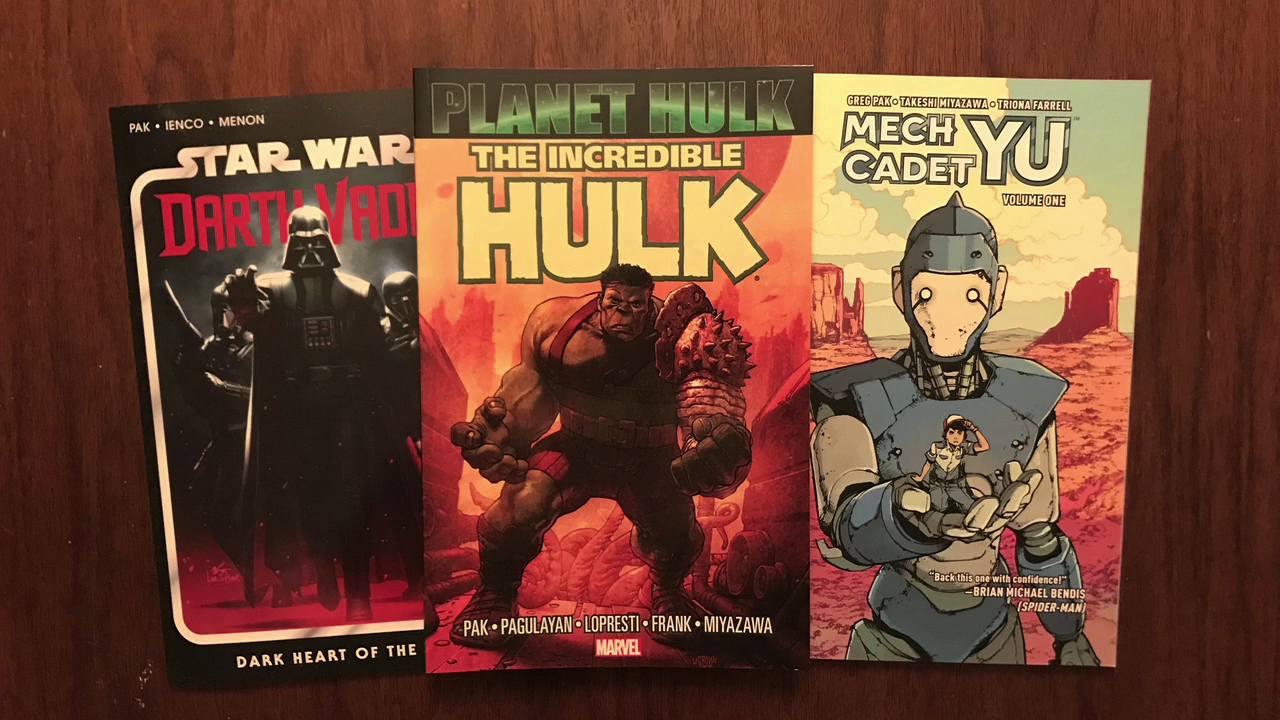 PAK • IENCO • MENON
STAR WAR
DARTH VAD
DARK HEART OF THE
PLANET HULK
THE INCREDIBLE
HULK
PAK • PAGULAYAN • LOPRESTI • FRANK • MIYAZAWA
MARVEL
GREG PAK • TAKESHI MIYAZAWA • TRIONA FARRELL
MECH
CADET
YU™
VOLUME ONE
"Back this one with confidence!"
—BRIAN MICHAEL BENDIS
(SPIDER-MAN)